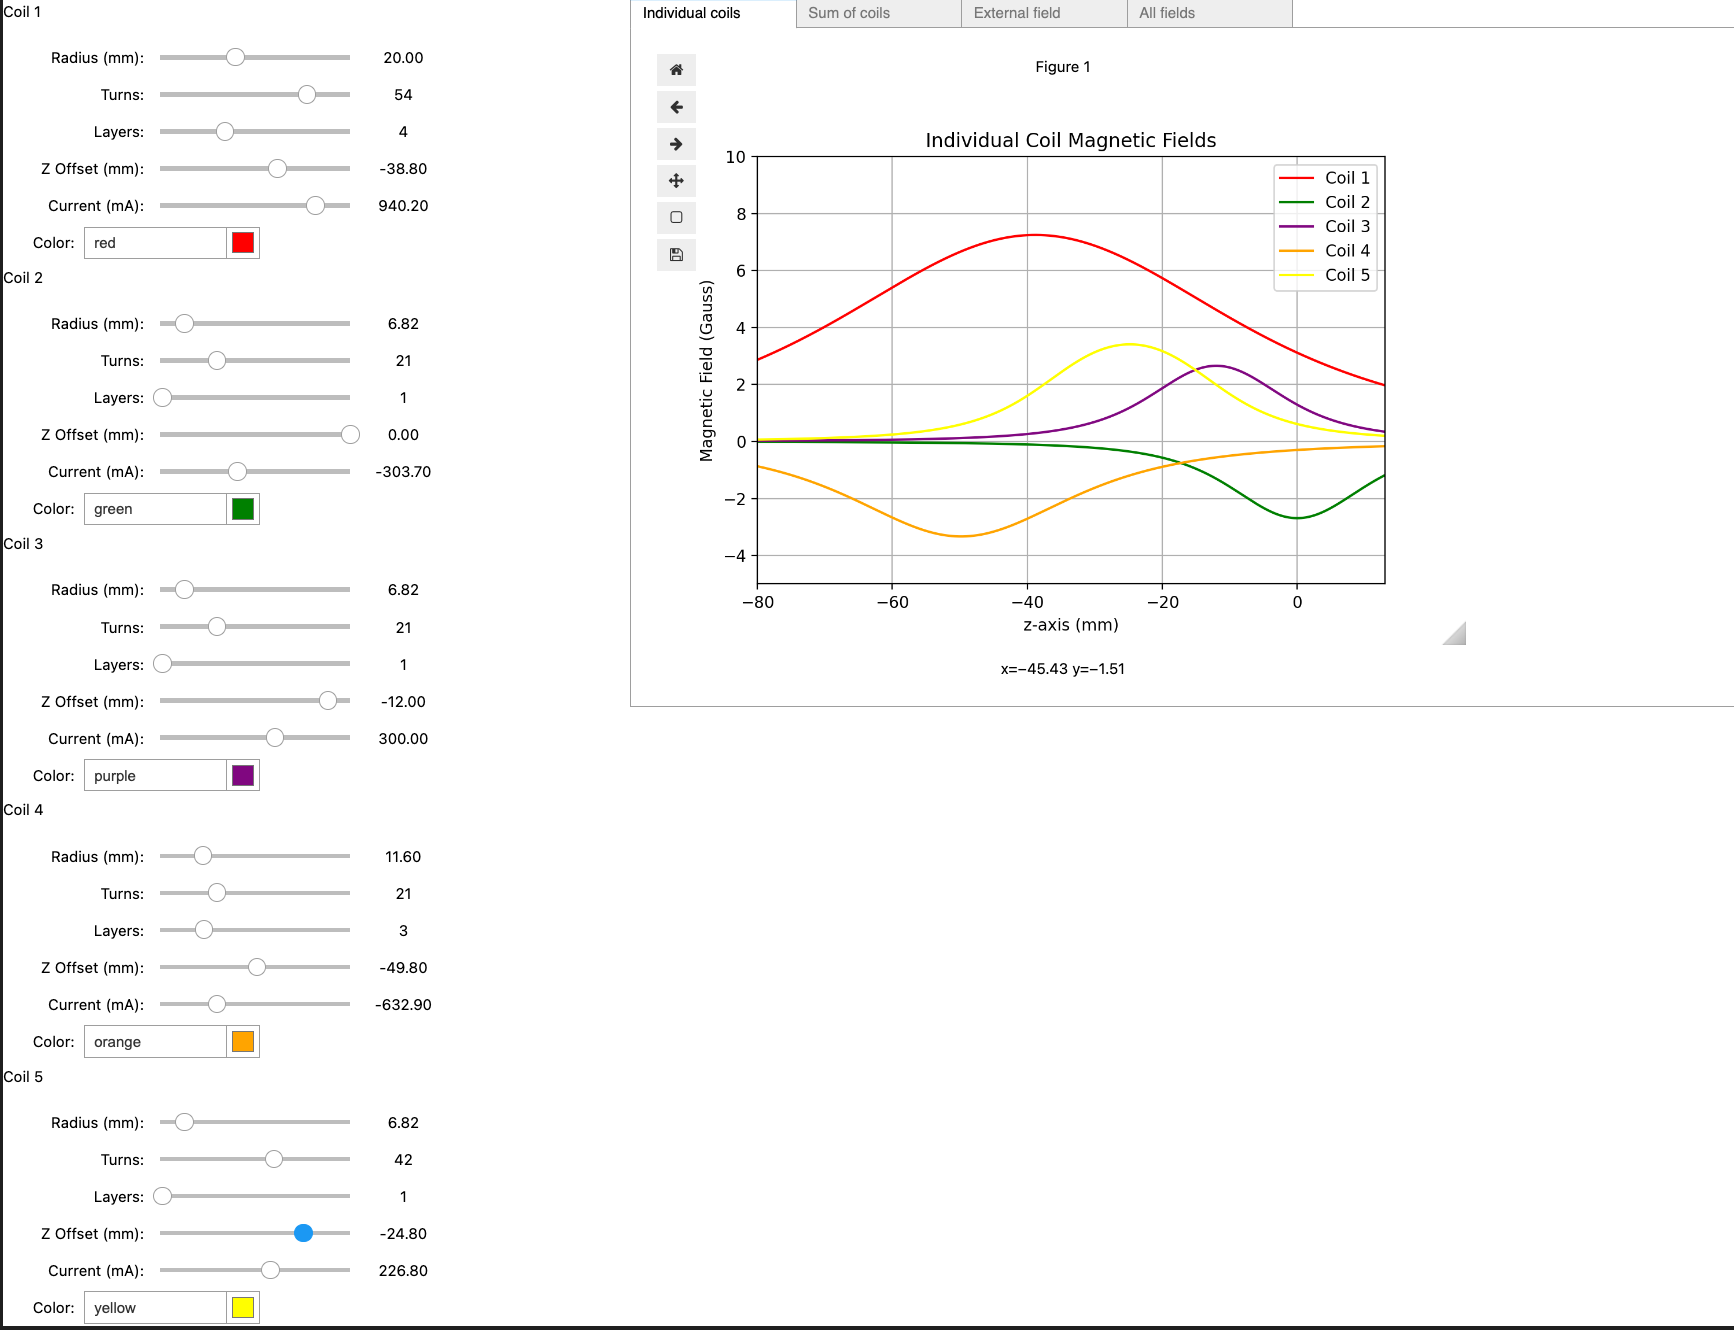 Coil 1
Radius (mm): 20.00
Turns: 54
Layers: 4
Z Offset (mm): -38.80
Current (mA): 940.20
Color: red
Coil 2
Radius (mm): 6.82
Turns: 21
Layers: 1
Z Offset (mm): 0.00
Current (mA): -303.70
Color: green
Coil 3
Radius (mm): 6.82
Turns: 21
Layers: 1
Z Offset (mm): -12.00
Current (mA): 300.00
Color: purple
Coil 4
Radius (mm): 11.60
Turns: 21
Layers: 3
Z Offset (mm): -49.80
Current (mA): -632.90
Color: orange
Coil 5
Radius (mm): 6.82
Turns: 42
Layers: 1
Z Offset (mm): -24.80
Current (mA): 226.80
Color: yellow
Individual coils Sum of coils External field All fields
Figure 1
Individual Coil Magnetic Fields
Magnetic Field (Gauss)
10
8
6
4
2
0
−2
−4
Coil 1
Coil 2
Coil 3
Coil 4
Coil 5
−80 −60 −40 −20 0
z-axis (mm)
x=−45.43 y=−1.51